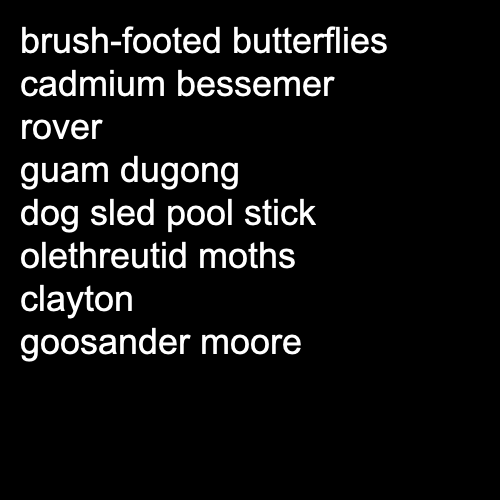 brush-footed butterflies
cadmium bessemer
rover
guam dugong
dog sled pool stick
olethreutid moths
clayton
goosander moore